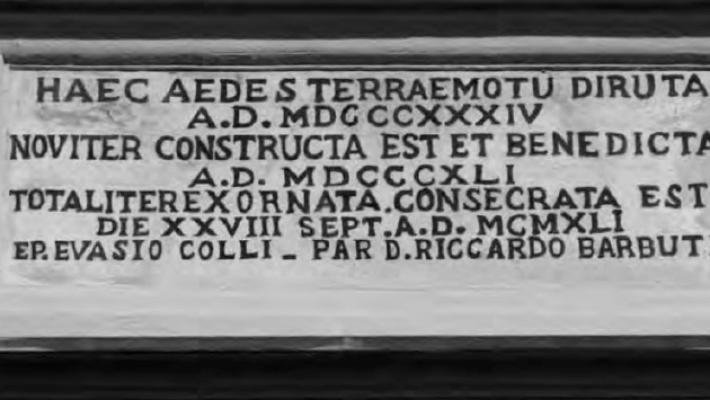 HAEC AEDES TERRAEMOTU DIRUTA
A.D. MDCCCXXXIV
NOVITER CONSTRUCTA EST ET BENEDICTA
A.D. MDCCCXLI
TOTALITER EXORNATA.CONSECRATA EST
DIE XXVIII SEPT.A.D. MCMXLI
EP. EVASIO COLLI - PAR D.RICCARDO BARBUT